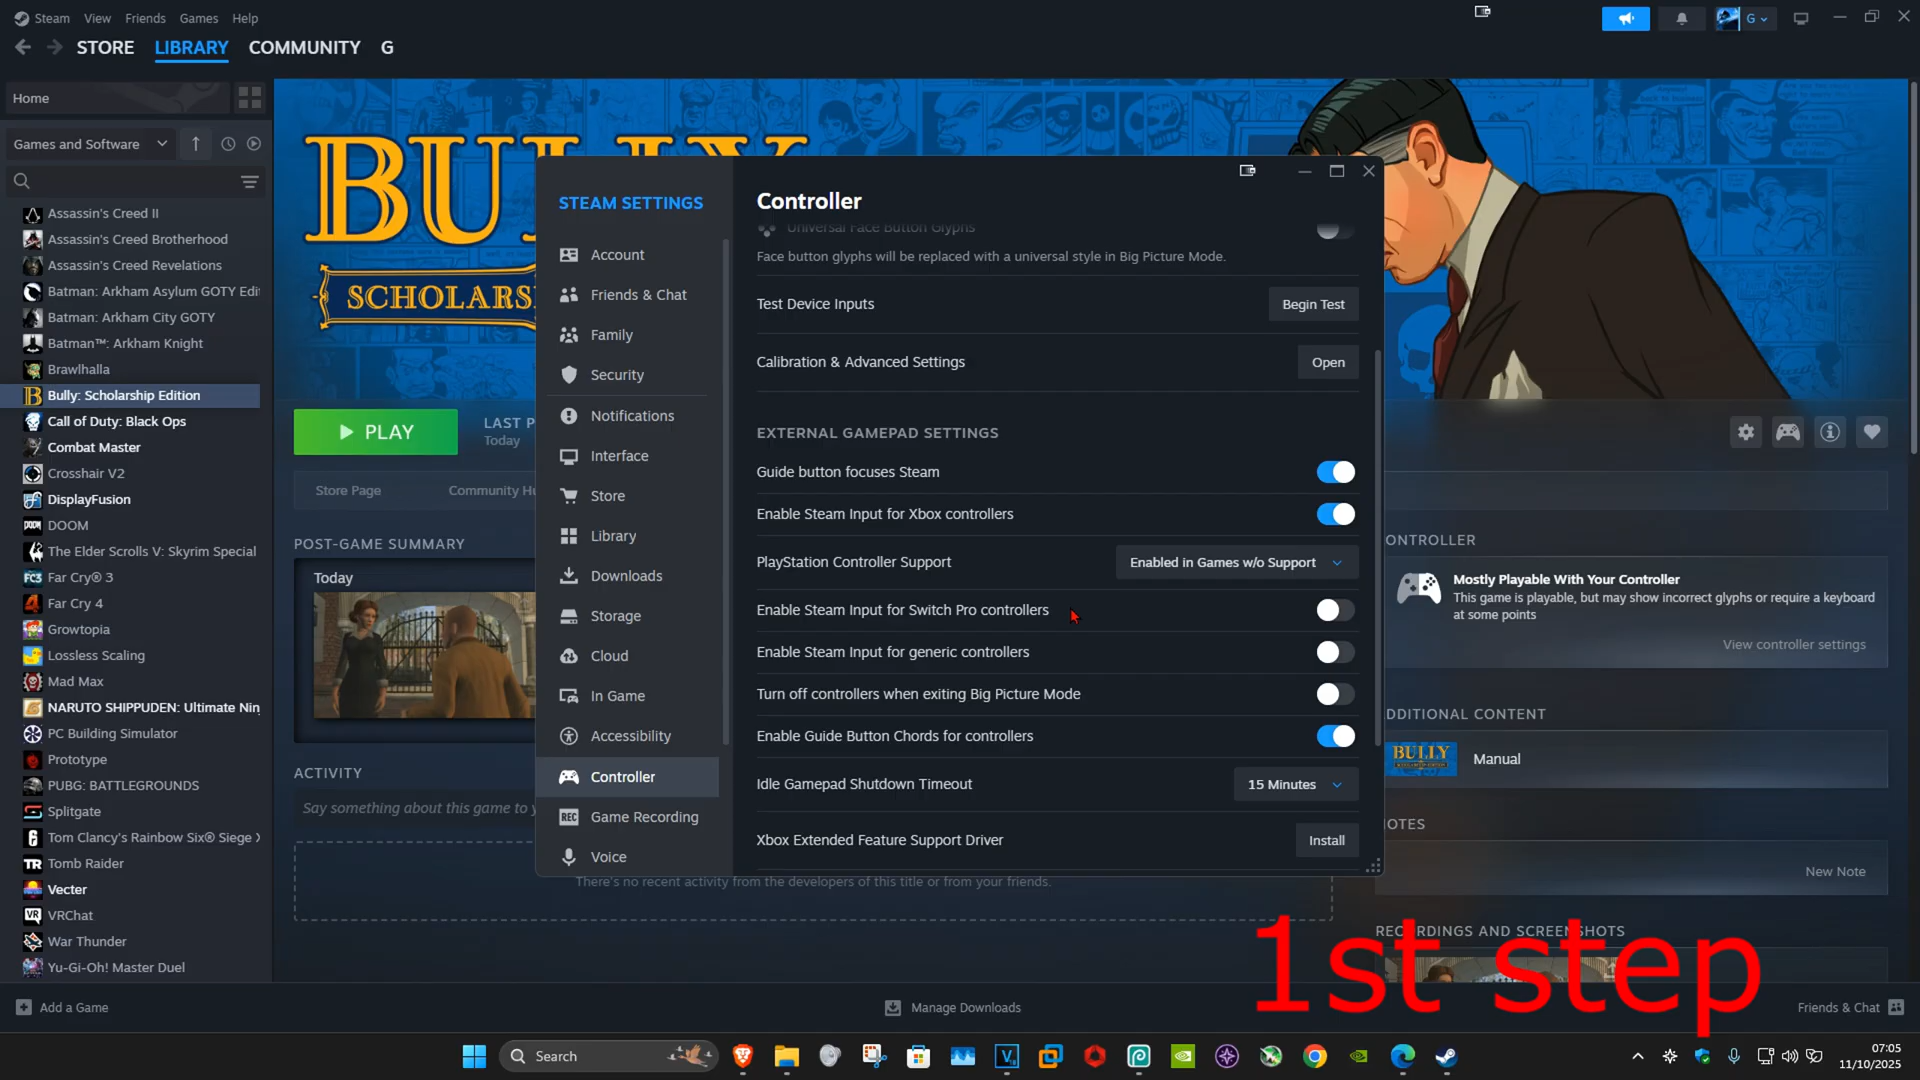 Steam View Friends Games Help
G
STORE LIBRARY COMMUNITY G
Home
Games and Software
Assassin's Creed II
Assassin's Creed Brotherhood
Assassin's Creed Revelations
Batman: Arkham Asylum GOTY Edit
Batman: Arkham City GOTY
Batman™: Arkham Knight
Brawlhalla
Bully: Scholarship Edition
Call of Duty: Black Ops
Combat Master
Crosshair V2
DisplayFusion
DOOM
The Elder Scrolls V: Skyrim Special
Far Cry® 3
Far Cry 4
Growtopia
Lossless Scaling
Mad Max
NARUTO SHIPPUDEN: Ultimate Nin
PC Building Simulator
Prototype
PUBG: BATTLEGROUNDS
Splitgate
Tom Clancy's Rainbow Six® Siege X
Tomb Raider
Vecter
VRChat
War Thunder
Yu-Gi-Oh! Master Duel
BULLY
SCHOLARS
PLAY
LAST P
Today
Store Page Community Hu
POST-GAME SUMMARY
Today
ACTIVITY
Say something about this game to y
There's no recent activity from the developers of this title or from your friends.
STEAM SETTINGS
Account
Friends & Chat
Family
Security
Notifications
Interface
Store
Library
Downloads
Storage
Cloud
In Game
Accessibility
Controller
REC Game Recording
Voice
Controller
Universal Face Button Glyphs
Face button glyphs will be replaced with a universal style in Big Picture Mode.
Test Device Inputs Begin Test
Calibration & Advanced Settings Open
EXTERNAL GAMEPAD SETTINGS
Guide button focuses Steam
Enable Steam Input for Xbox controllers
PlayStation Controller Support Enabled in Games w/o Support
Enable Steam Input for Switch Pro controllers
Enable Steam Input for generic controllers
Turn off controllers when exiting Big Picture Mode
Enable Guide Button Chords for controllers
Idle Gamepad Shutdown Timeout 15 Minutes
Xbox Extended Feature Support Driver Install
ONTROLLER
Mostly Playable With Your Controller
This game is playable, but may show incorrect glyphs or require a keyboard
at some points
View controller settings
DDITIONAL CONTENT
BULLY Manual
OTES
New Note
RECORDINGS AND SCREENSHOTS
1st step
Add a Game Manage Downloads Friends & Chat
Search
07:05
11/10/2025